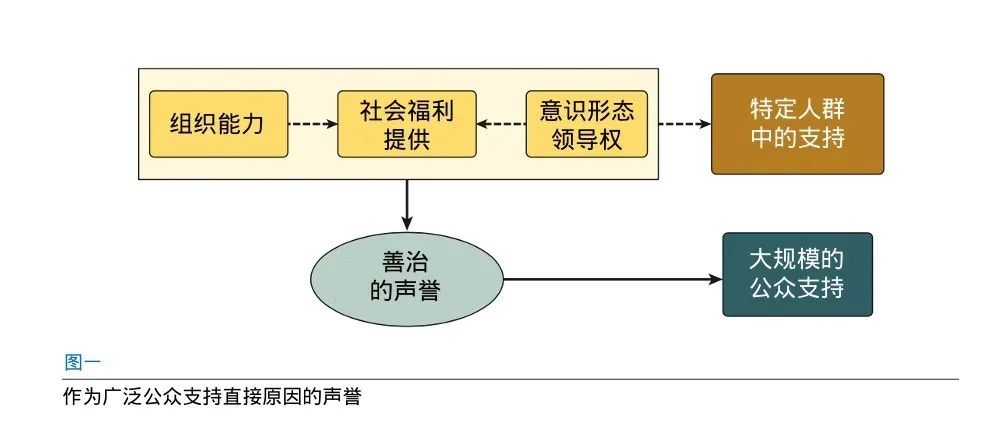 组织能力
社会福利
提供
意识形态
领导权
特定人群
中的支持
善治
的声誉
大规模的
公众支持
图一
作为广泛公众支持直接原因的声誉